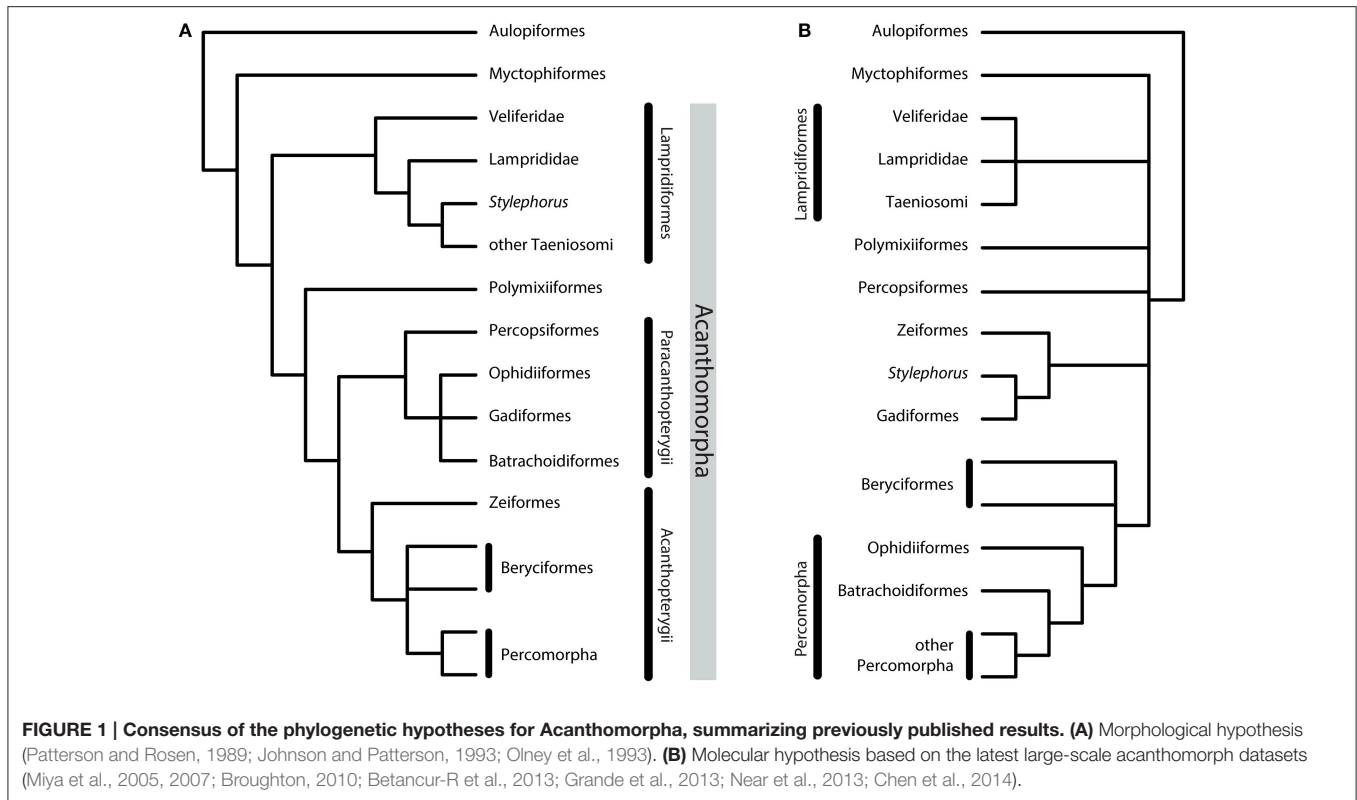 A
Aulopiformes
Myctophiformes
Veliferidae
Lamprididae
Stylephorus
other Taeniosomi
Polymixiiformes
Percopsiformes
Ophidiiformes
Gadiformes
Batrachoidiformes
Zeiformes
Beryciformes
Percomorpha
Lampridiformes
Paracanthopterygii
Acanthopterygii
Acanthomorpha
B
Aulopiformes
Myctophiformes
Veliferidae
Lamprididae
Taeniosomi
Polymixiiformes
Percopsiformes
Zeiformes
Stylephorus
Gadiformes
Beryciformes
Ophidiiformes
Batrachoidiformes
other
Percomorpha
Lampridiformes
Percomorpha
FIGURE 1 | Consensus of the phylogenetic hypotheses for Acanthomorpha, summarizing previously published results. (A) Morphological hypothesis
(Patterson and Rosen, 1989; Johnson and Patterson, 1993; Olney et al., 1993). (B) Molecular hypothesis based on the latest large-scale acanthomorph datasets
(Miya et al., 2005, 2007; Broughton, 2010; Betancur-R et al., 2013; Grande et al., 2013; Near et al., 2013; Chen et al., 2014).